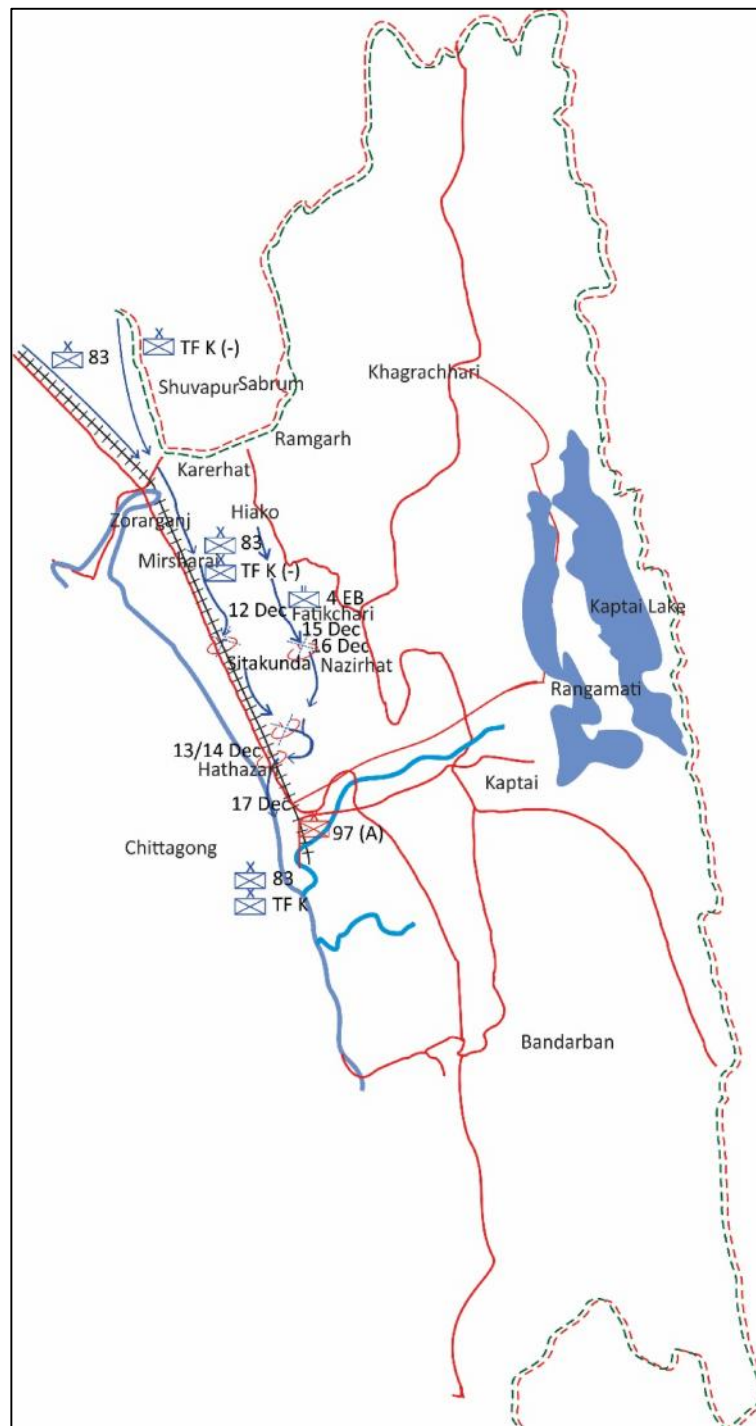 X
83
X
TF K (-)
Shuvapur
Sabrum
Khagrachhari
Ramgarh
Karerhat
Zorarganj
Hiako
X
83
Mirsharai
X
TF K (-)
4 EB
12 Dec
Fatikchari
15 Dec
16 Dec
Kaptai Lake
Sitakunda
Nazirhat
Rangamati
13/14 Dec
Hathazari
Kaptai
17 Dec
X
97 (A)
Chittagong
X
83
X
TF K
Bandarban